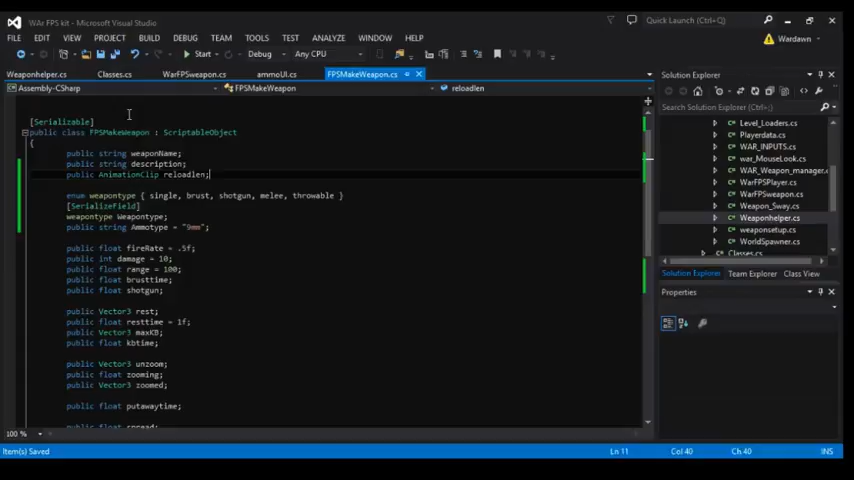 WAr FPS kit - Microsoft Visual Studio
Quick Launch (Ctrl+Q)
FILE EDIT VIEW PROJECT BUILD DEBUG TEAM TOOLS TEST ANALYZE WINDOW HELP
Wardawn
Start Debug Any CPU
Weaponhelper.cs Classes.cs WarFPSweapon.cs ammoUI.cs FPSMakeWeapon.cs
Assembly-CSharp FPSMakeWeapon reloadlen
[Serializable]
public class FPSMakeWeapon : ScriptableObject
{
public string weaponName;
public string description;
public AnimationClip reloadlen;
enum weapontype { single, brust, shotgun, melee, throwable }
[SerializeField]
weapontype Weapontype;
public string Ammotype = "9mm";
public float fireRate = .5f;
public int damage = 10;
public float range = 100;
public float brusttime;
public float shotgun;
public Vector3 rest;
public float resttime = 1f;
public Vector3 maxKB;
public float kbtime;
public Vector3 unzoom;
public float zooming;
public Vector3 zoomed;
public float putawaytime;
public float spread;
100 %
Solution Explorer
Search Solution Explorer (Ctrl+;)
Level_Loaders.cs
Playerdata.cs
WAR_INPUTS.cs
war_MouseLook.cs
WAR_Weapon_manager.c
WarFPSPlayer.cs
WarFPSweapon.cs
Weapon_Sway.cs
Weaponhelper.cs
weaponsetup.cs
WorldSpawner.cs
Classes.cs
Solution Explorer Team Explorer Class View
Properties
Item(s) Saved Ln 11 Col 40 Ch 40 INS